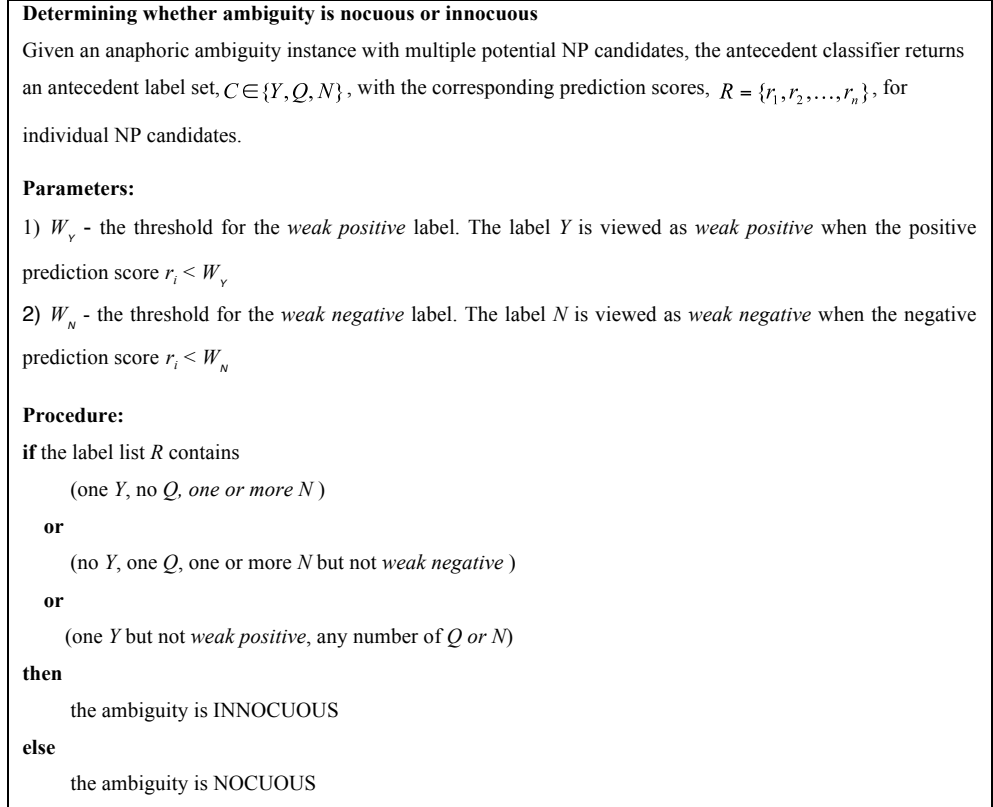 Determining whether ambiguity is nocuous or innocuous
Given an anaphoric ambiguity instance with multiple potential NP candidates, the antecedent classifier returns
an antecedent label set, C ∈ {Y, Q, N}, with the corresponding prediction scores, R = {r₁, r₂, …, rₙ}, for
individual NP candidates.
Parameters:
1) W_Y - the threshold for the weak positive label. The label Y is viewed as weak positive when the positive
prediction score r_i < W_Y
2) W_N - the threshold for the weak negative label. The label N is viewed as weak negative when the negative
prediction score r_i < W_N
Procedure:
if the label list R contains
(one Y, no Q, one or more N )
or
(no Y, one Q, one or more N but not weak negative )
or
(one Y but not weak positive, any number of Q or N)
then
the ambiguity is INNOCUOUS
else
the ambiguity is NOCUOUS